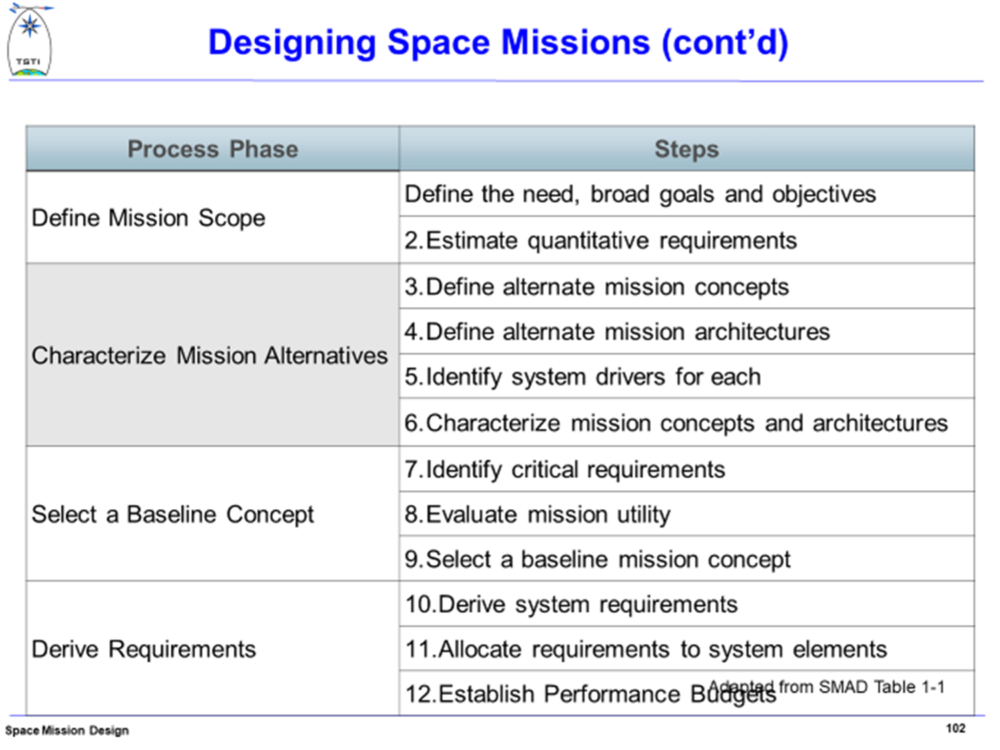 TSTI
Designing Space Missions (cont’d)
Process Phase
Steps
Define Mission Scope
Define the need, broad goals and objectives
2.Estimate quantitative requirements
Characterize Mission Alternatives
3.Define alternate mission concepts
4.Define alternate mission architectures
5.Identify system drivers for each
6.Characterize mission concepts and architectures
Select a Baseline Concept
7.Identify critical requirements
8.Evaluate mission utility
9.Select a baseline mission concept
Derive Requirements
10.Derive system requirements
11.Allocate requirements to system elements
12.Establish Performance Budgets
Adapted from SMAD Table 1-1
Space Mission Design
102